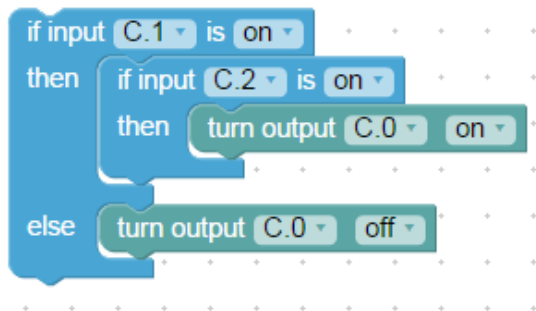 if input C.1 is on
then if input C.2 is on
then turn output C.0 on
else turn output C.0 off